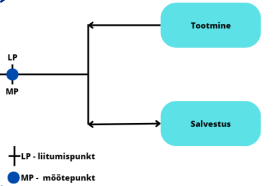 Tootmine
LP
MP
Salvestus
LP - liitumispunkt
MP - mõõtepunkt